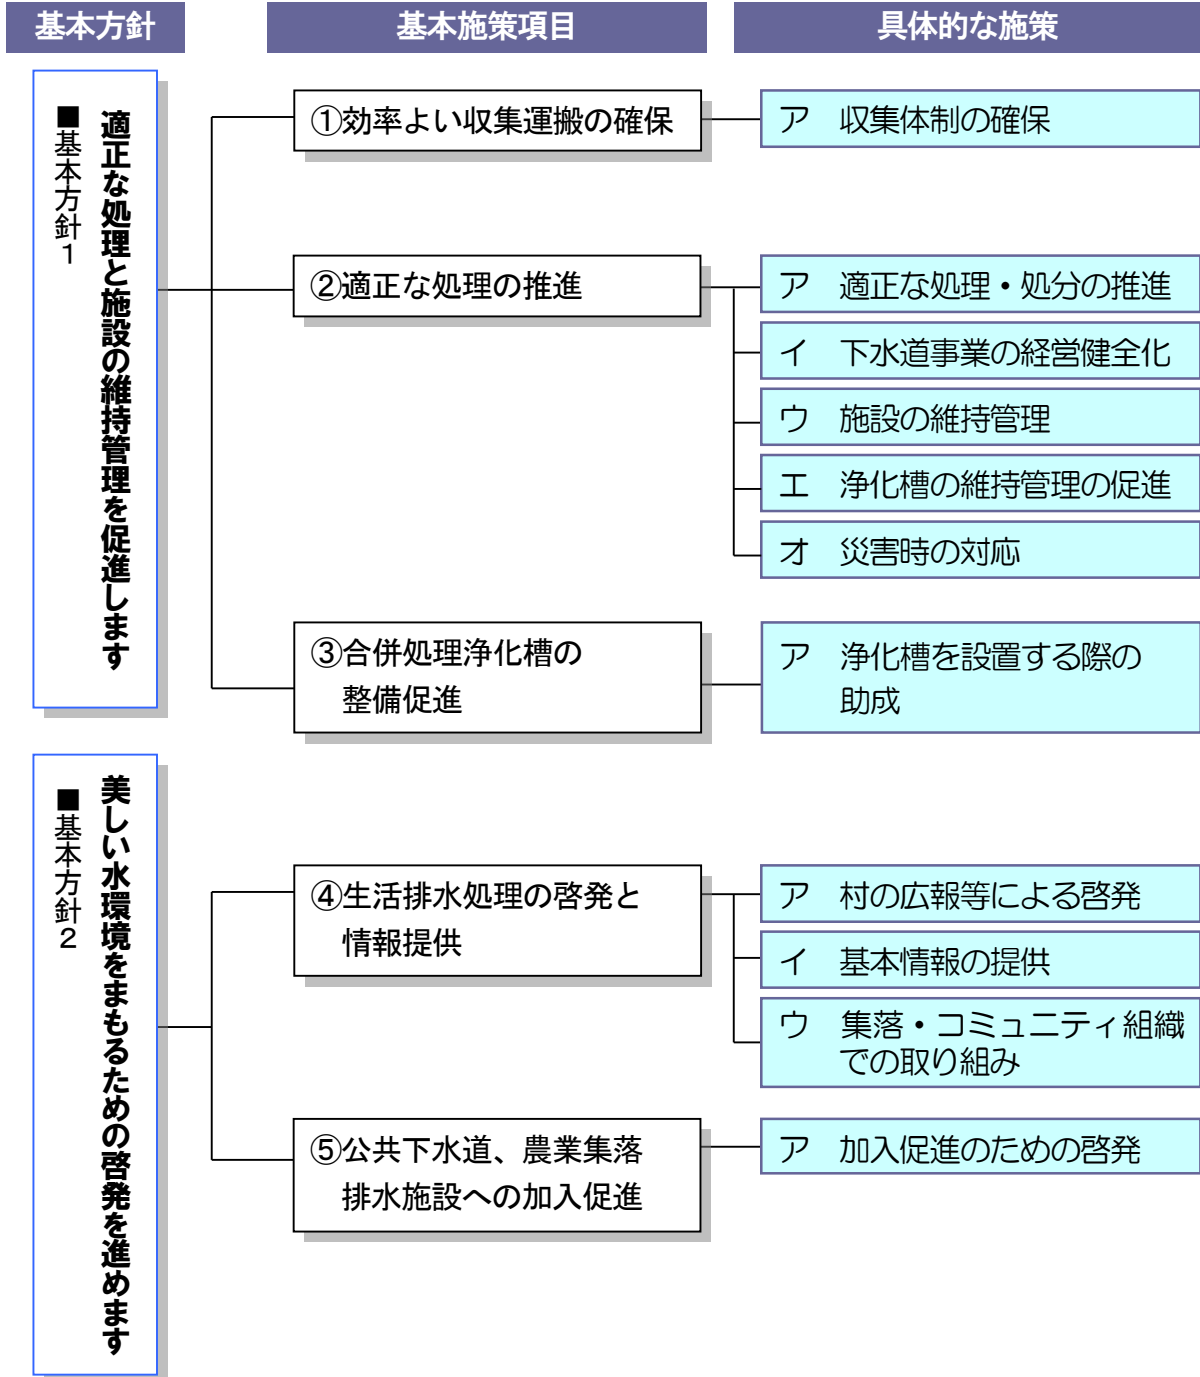 基本方針
基本施策項目
具体的な施策
■基本方針1
適正な処理と施設の維持管理を促進します
①効率よい収集運搬の確保
ア 収集体制の確保
②適正な処理の推進
ア 適正な処理・処分の推進
イ 下水道事業の経営健全化
ウ 施設の維持管理
エ 浄化槽の維持管理の促進
オ 災害時の対応
③合併処理浄化槽の
整備促進
ア 浄化槽を設置する際の
助成
■基本方針2
美しい水環境をまもるための啓発を進めます
④生活排水処理の啓発と
情報提供
ア 村の広報等による啓発
イ 基本情報の提供
ウ 集落・コミュニティ組織
での取り組み
⑤公共下水道、農業集落
排水施設への加入促進
ア 加入促進のための啓発